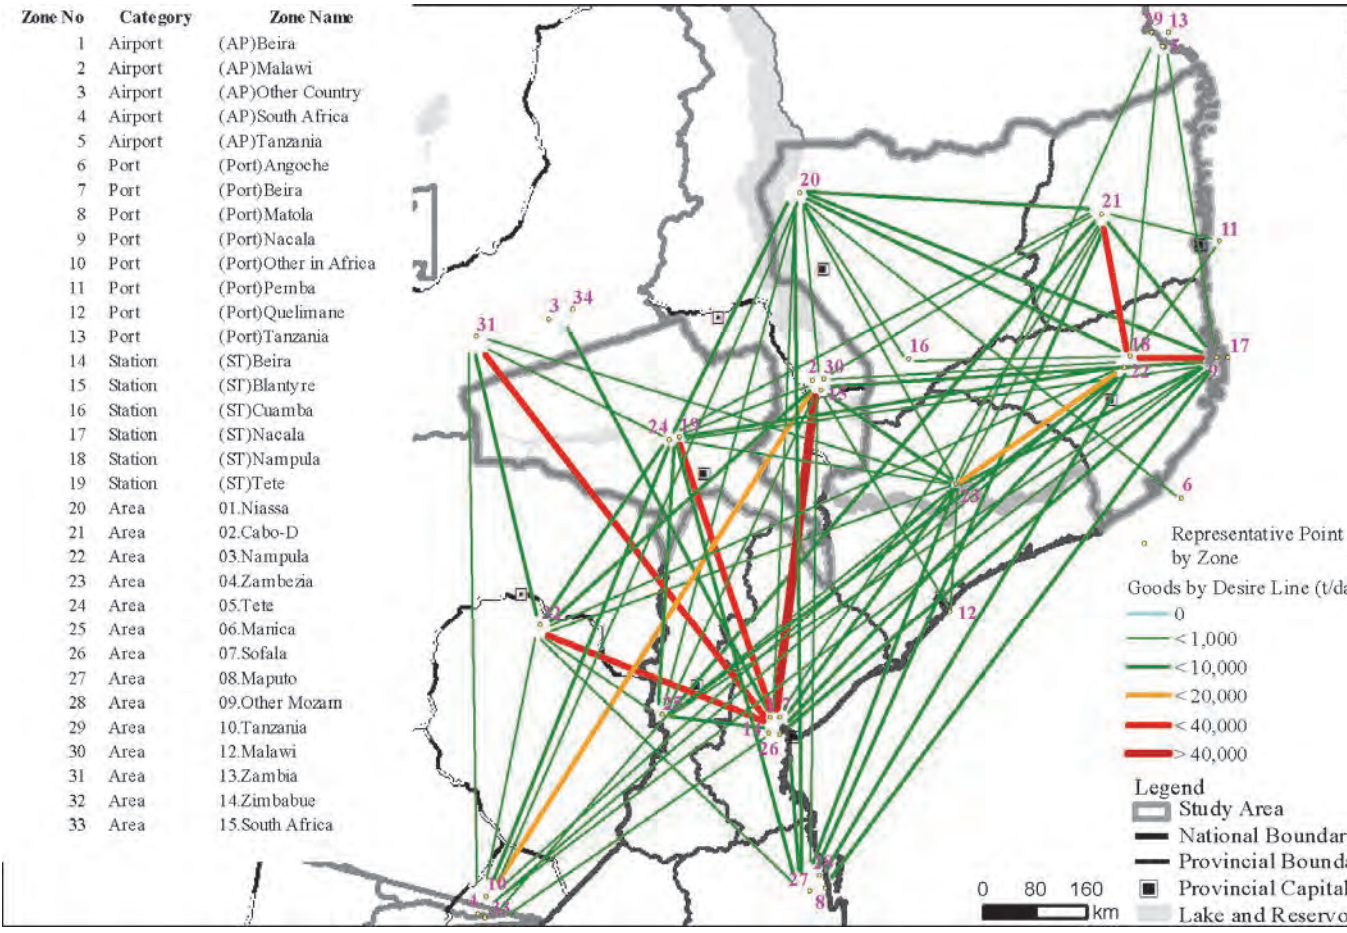 Zone No Category Zone Name
1 Airport (AP)Beira
2 Airport (AP)Malawi
3 Airport (AP)Other Country
4 Airport (AP)South Africa
5 Airport (AP)Tanzania
6 Port (Port)Angoche
7 Port (Port)Beira
8 Port (Port)Matola
9 Port (Port)Nacala
10 Port (Port)Other in Africa
11 Port (Port)Pemba
12 Port (Port)Quelimane
13 Port (Port)Tanzania
14 Station (ST)Beira
15 Station (ST)Blantyre
16 Station (ST)Cuamba
17 Station (ST)Nacala
18 Station (ST)Nampula
19 Station (ST)Tete
20 Area 01.Niassa
21 Area 02.Cabo-D
22 Area 03.Nampula
23 Area 04.Zambezia
24 Area 05.Tete
25 Area 06.Manica
26 Area 07.Sofala
27 Area 08.Maputo
28 Area 09.Other Mozam
29 Area 10.Tanzania
30 Area 12.Malawi
31 Area 13.Zambia
32 Area 14.Zimbabue
33 Area 15.South Africa
13
20
21
11
3 34
31
18 17
16
2 30
9
22
24 19
23
6
12
26
10
27
8
Representative Point
by Zone
Goods by Desire Line (t/da
0
< 1,000
< 10,000
< 20,000
< 40,000
> 40,000
Legend
Study Area
National Boundar
Provincial Bounda
Provincial Capital
Lake and Reservo
0 80 160
km